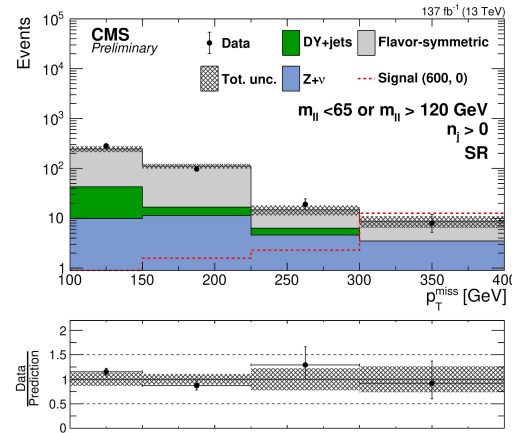 137 fb⁻¹ (13 TeV)
CMS
Preliminary
Data
DY+jets
Flavor-symmetric
Tot. unc.
Z+ν
Signal (600, 0)
m_ll <65 or m_ll > 120 GeV
n_j > 0
SR
Events
10⁵
10⁴
10³
10²
10
1
100 150 200 250 300 350 400
p_T^miss [GeV]
Data
Prediction
2
1.5
1
0.5
0